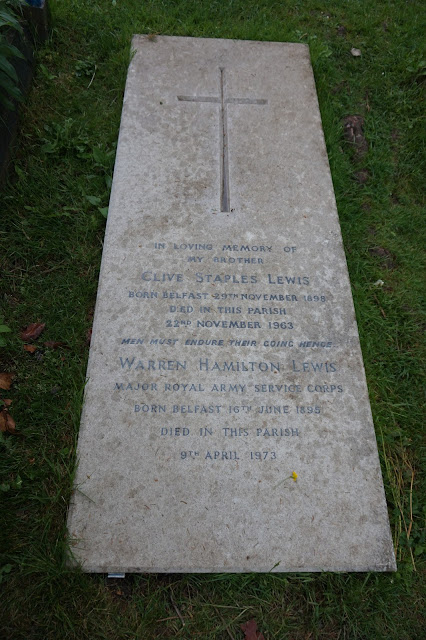 IN LOVING MEMORY OF
MY BROTHER
CLIVE STAPLES LEWIS
BORN BELFAST 29TH NOVEMBER 1898
DIED IN THIS PARISH
22ND NOVEMBER 1963
MEN MUST ENDURE THEIR GOING HENCE.
WARREN HAMILTON LEWIS
MAJOR ROYAL ARMY SERVICE CORPS
BORN BELFAST 16TH JUNE 1895
DIED IN THIS PARISH
9TH APRIL 1973